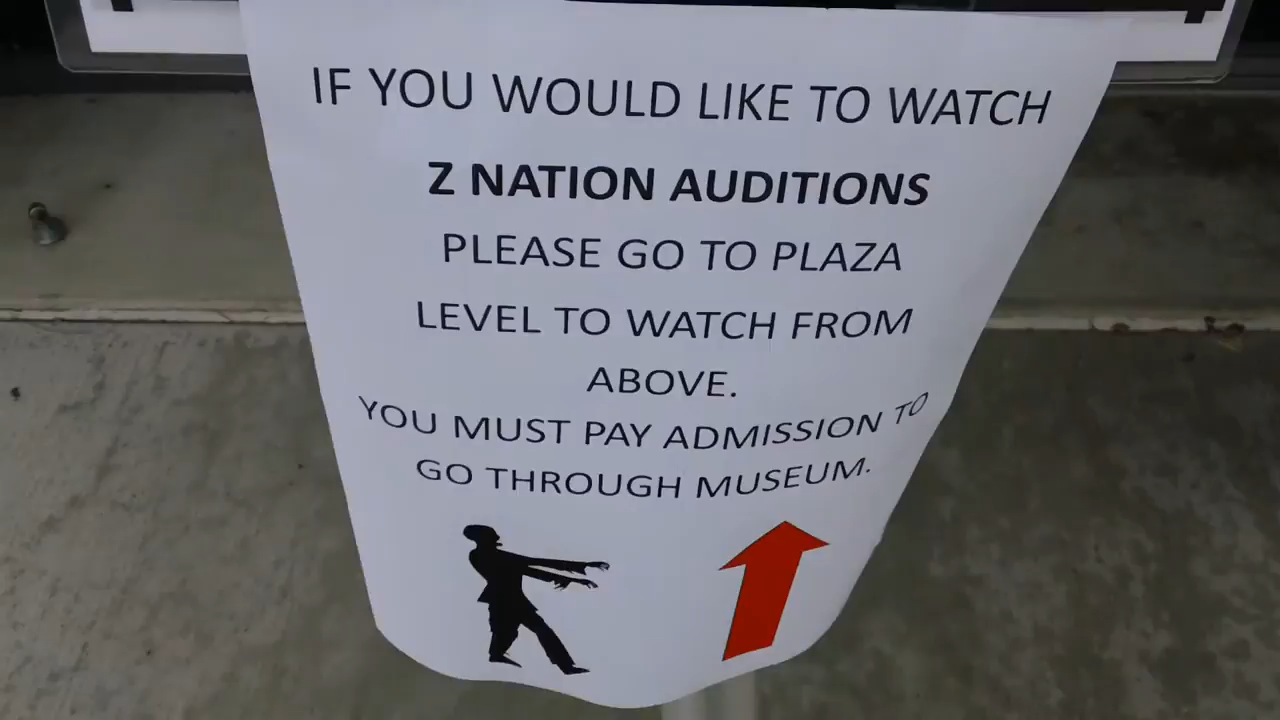 IF YOU WOULD LIKE TO WATCH
Z NATION AUDITIONS
PLEASE GO TO PLAZA
LEVEL TO WATCH FROM
ABOVE.
YOU MUST PAY ADMISSION TO
GO THROUGH MUSEUM.